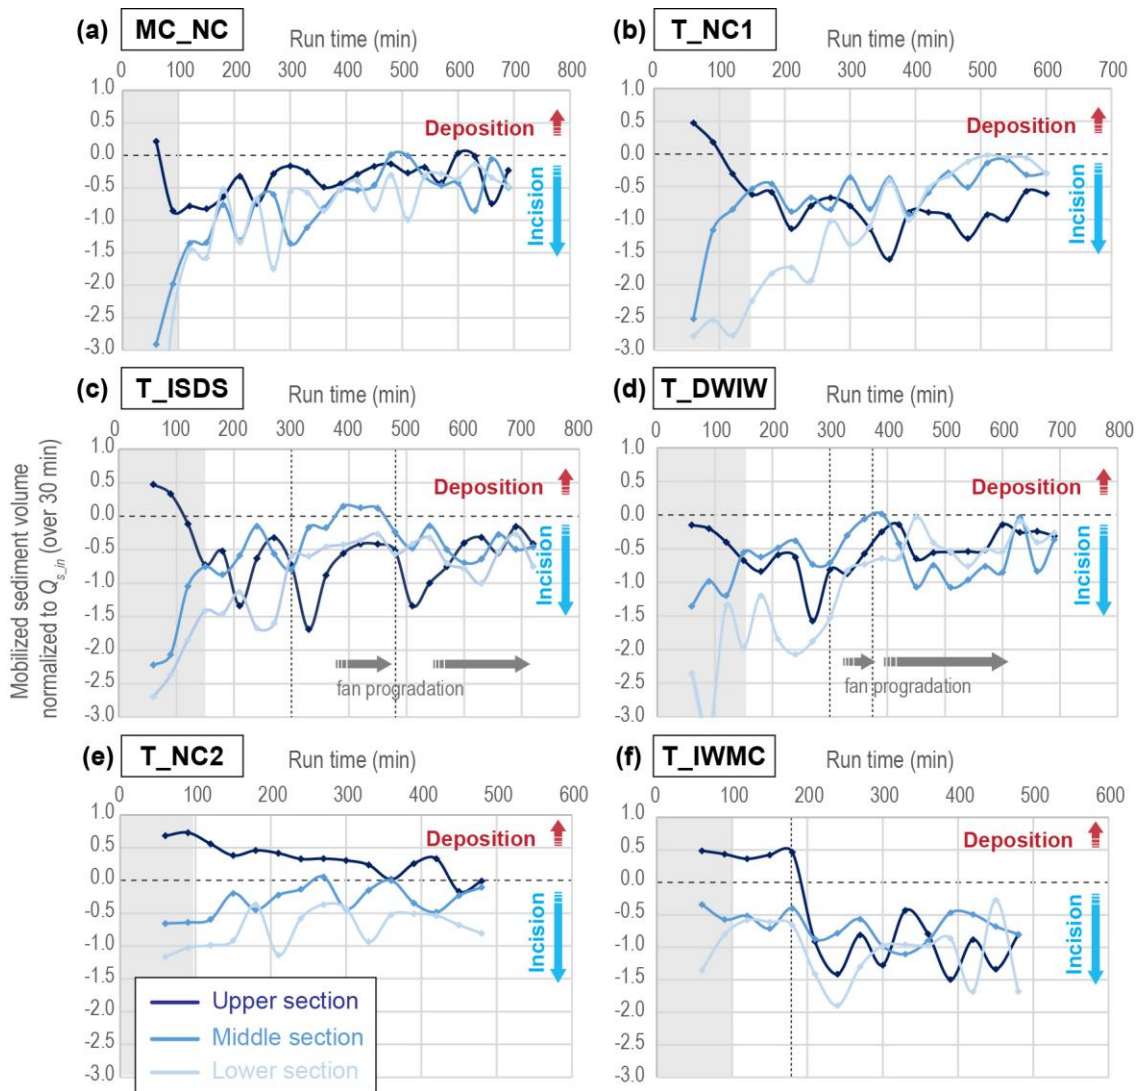 (a) MC_NC
Run time (min)
0 100 200 300 400 500 600 700 800
1.0
0.5
0.0
-0.5
-1.0
-1.5
-2.0
-2.5
-3.0
Deposition
Incision
(b) T_NC1
Run time (min)
0 100 200 300 400 500 600 700
1.0
0.5
0.0
-0.5
-1.0
-1.5
-2.0
-2.5
-3.0
Deposition
Incision
Mobilized sediment volume
normalized to Q_s_in (over 30 min)
(c) T_ISDS
Run time (min)
0 100 200 300 400 500 600 700 800
1.0
0.5
0.0
-0.5
-1.0
-1.5
-2.0
-2.5
-3.0
Deposition
Incision
fan progradation
(d) T_DWIW
Run time (min)
0 100 200 300 400 500 600 700 800
1.0
0.5
0.0
-0.5
-1.0
-1.5
-2.0
-2.5
-3.0
Deposition
Incision
fan progradation
(e) T_NC2
Run time (min)
0 100 200 300 400 500 600
1.0
0.5
0.0
-0.5
-1.0
-1.5
-2.0
-2.5
-3.0
Deposition
Incision
Upper section
Middle section
Lower section
(f) T_IWMC
Run time (min)
0 100 200 300 400 500 600
1.0
0.5
0.0
-0.5
-1.0
-1.5
-2.0
-2.5
-3.0
Deposition
Incision